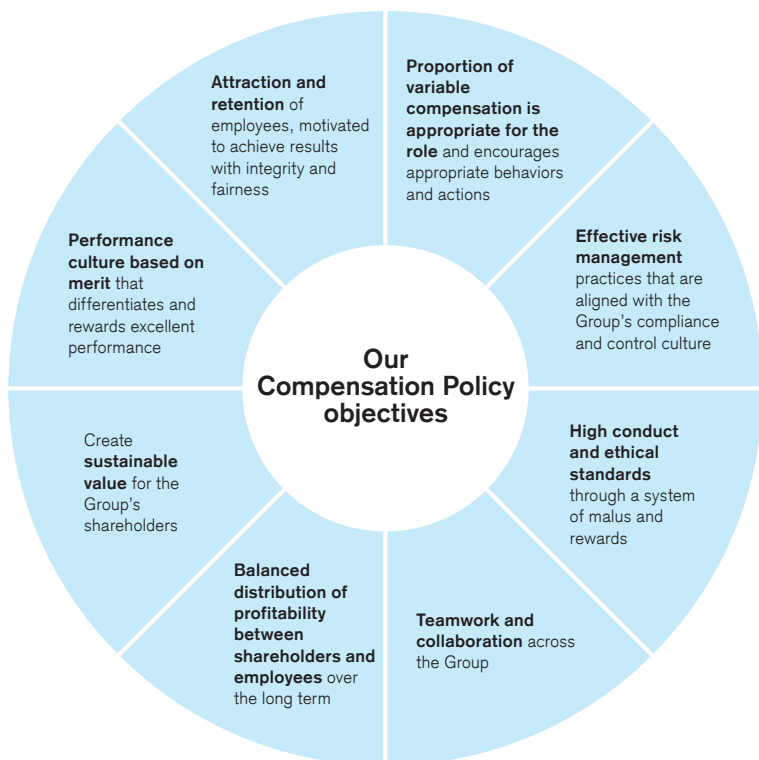 Our
Compensation Policy
objectives
Proportion of
variable
compensation is
appropriate for the
role and encourages
appropriate behaviors
and actions
Effective risk
management
practices that are
aligned with the
Group's compliance
and control culture
High conduct
and ethical
standards
through a system
of malus and
rewards
Teamwork and
collaboration across
the Group
Balanced
distribution of
profitability
between
shareholders and
employees over
the long term
Create
sustainable
value for the
Group's
shareholders
Performance
culture based on
merit that
differentiates and
rewards excellent
performance
Attraction and
retention of
employees, motivated
to achieve results
with integrity and
fairness